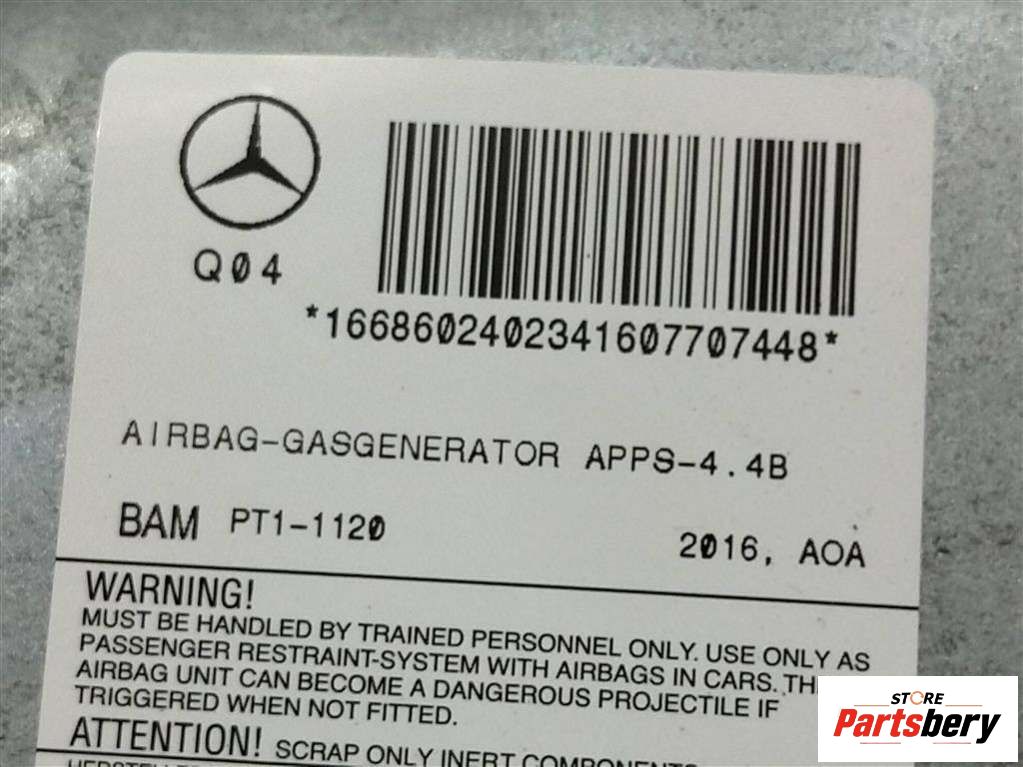 Q04
*1668602402341607707448*
AIRBAG-GASGENERATOR APPS-4.4B
BAM PT1-1120
2016, AOA
WARNING!
MUST BE HANDLED BY TRAINED PERSONNEL ONLY. USE ONLY AS
PASSENGER RESTRAINT-SYSTEM WITH AIRBAGS IN CARS.
AIRBAG UNIT CAN BECOME A DANGEROUS PROJECTILE IF
TRIGGERED WHEN NOT FITTED.
ATTENTION! SCRAP ONLY INERT COMPONENTS
STORE
Partsbery